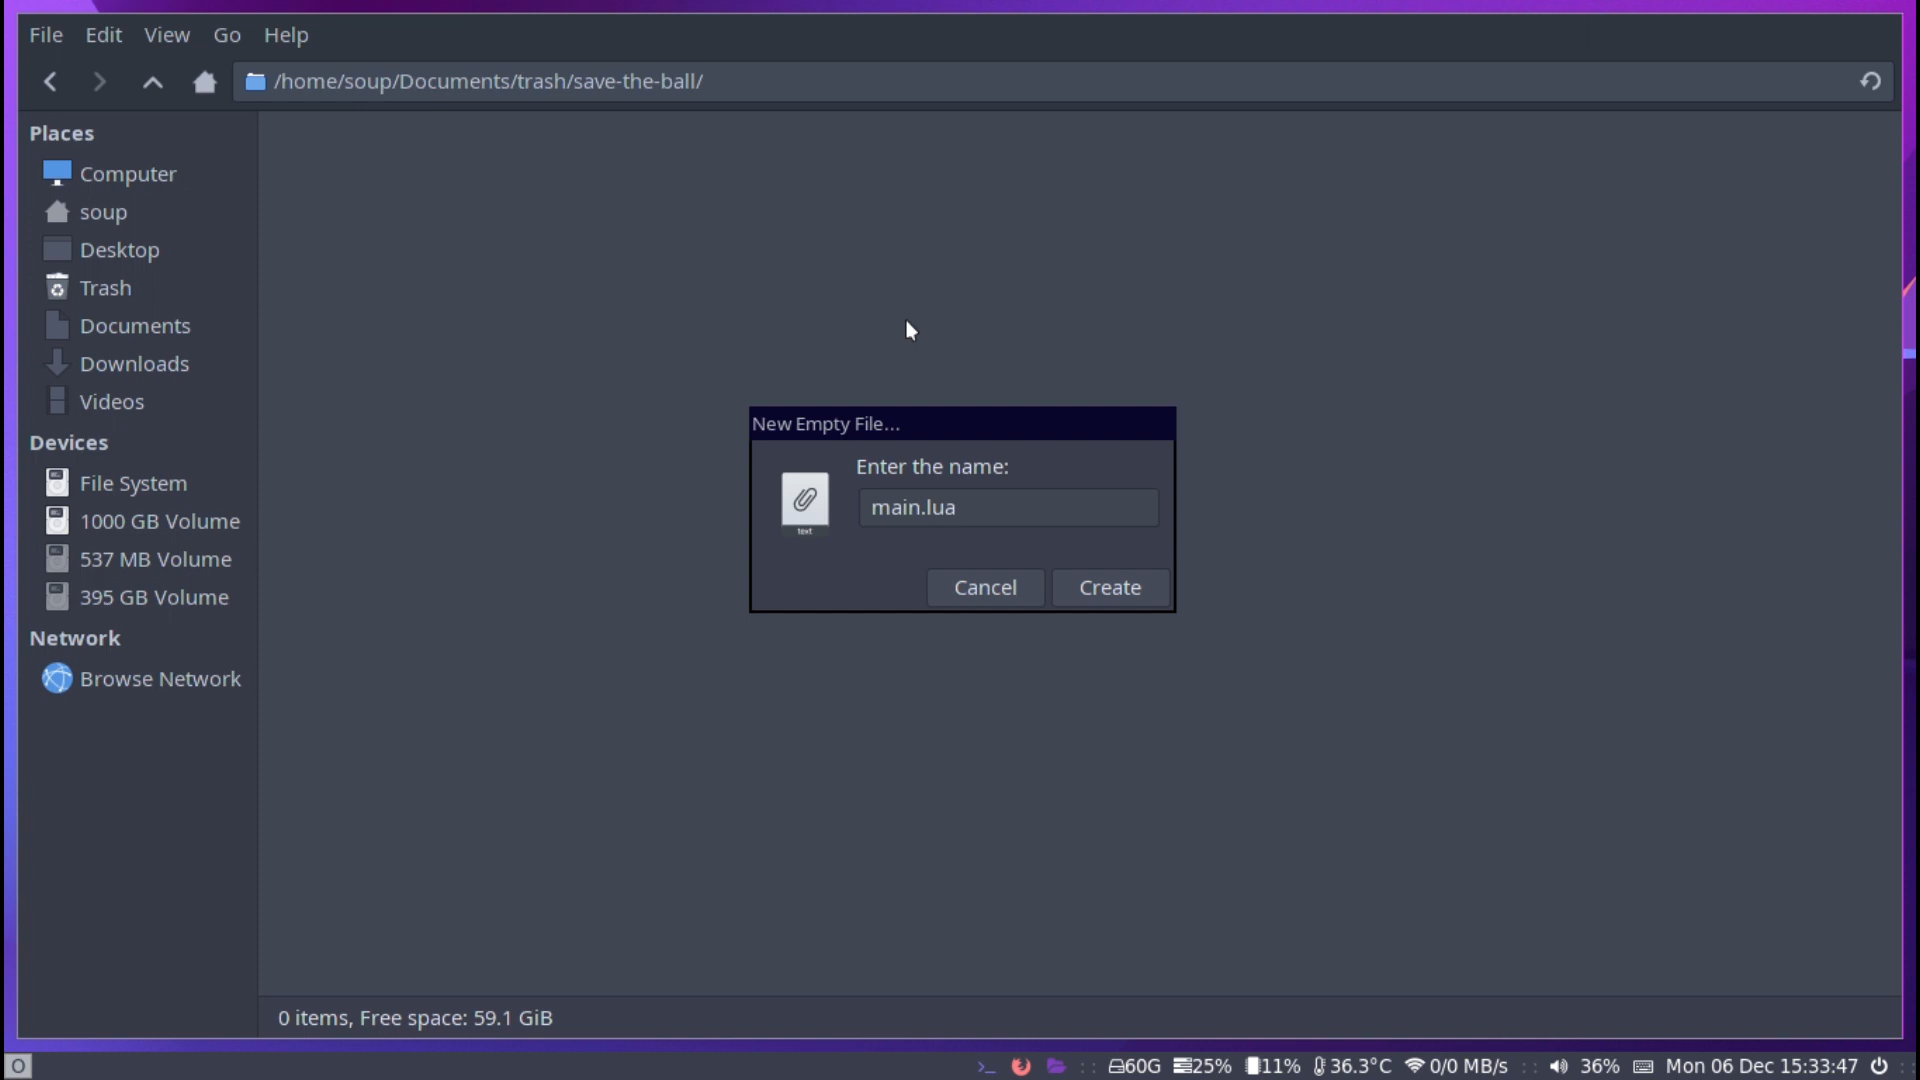 File Edit View Go Help
/home/soup/Documents/trash/save-the-ball/
Places
Computer
soup
Desktop
Trash
Documents
Downloads
Videos
Devices
File System
1000 GB Volume
537 MB Volume
395 GB Volume
Network
Browse Network
New Empty File...
Enter the name:
text
main.lua
Cancel Create
0 items, Free space: 59.1 GiB
O >_ :: 60G 25% 11% 36.3°C 0/0 MB/s :: 36% Mon 06 Dec 15:33:47